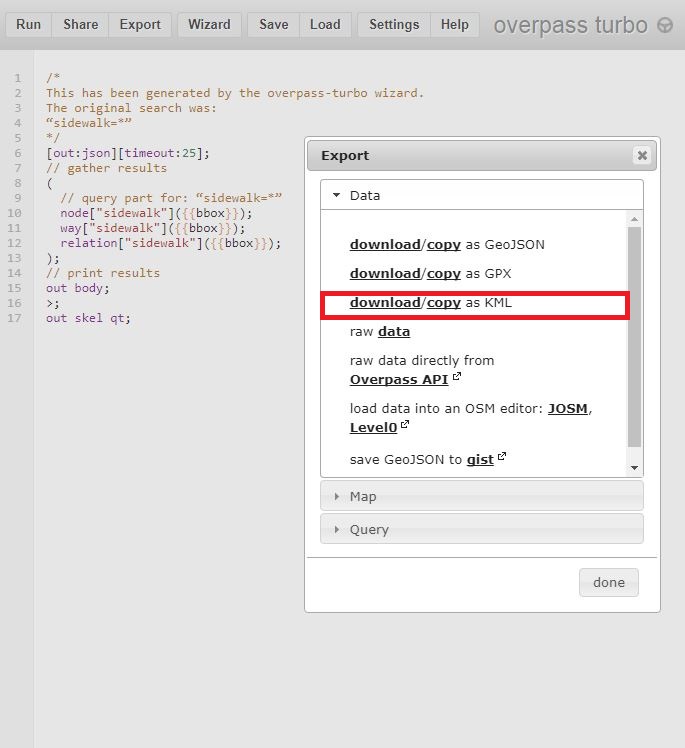 Run Share Export Wizard Save Load Settings Help overpass turbo
1 /*
2 This has been generated by the overpass-turbo wizard.
3 The original search was:
4 “sidewalk=*”
5 */
6 [out:json][timeout:25];
7 // gather results
8 (
9 // query part for: “sidewalk=*”
10 node["sidewalk"]({{bbox}});
11 way["sidewalk"]({{bbox}});
12 relation["sidewalk"]({{bbox}});
13 );
14 // print results
15 out body;
16 >;
17 out skel qt;
Export
Data
download/copy as GeoJSON
download/copy as GPX
download/copy as KML
raw data
raw data directly from
Overpass API
load data into an OSM editor: JOSM,
Level0
save GeoJSON to gist
Map
Query
done